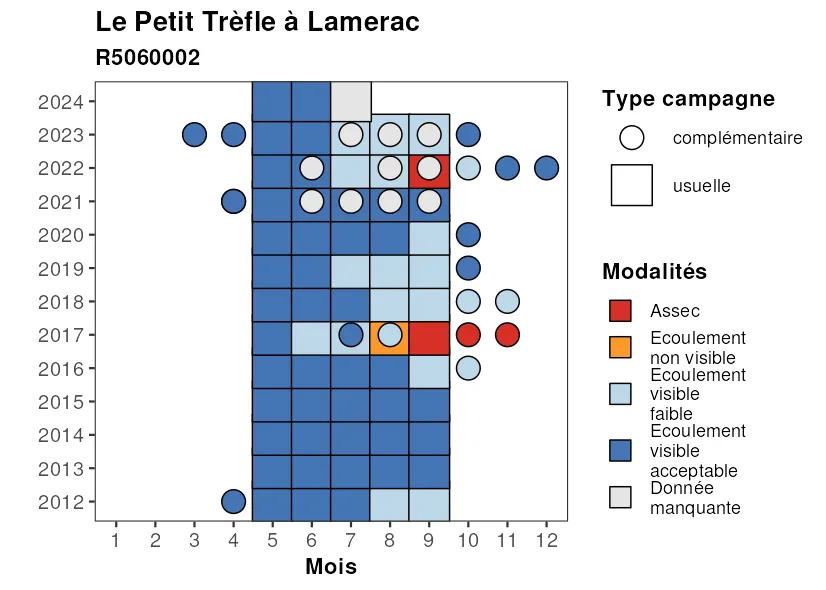 Le Petit Trèfle à Lamerac
R5060002
2024
2023
2022
2021
2020
2019
2018
2017
2016
2015
2014
2013
2012
1 2 3 4 5 6 7 8 9 10 11 12
Mois
Type campagne
complémentaire
usuelle
Modalités
Assec
Ecoulement
non visible
Ecoulement
visible
faible
Ecoulement
visible
acceptable
Donnée
manquante